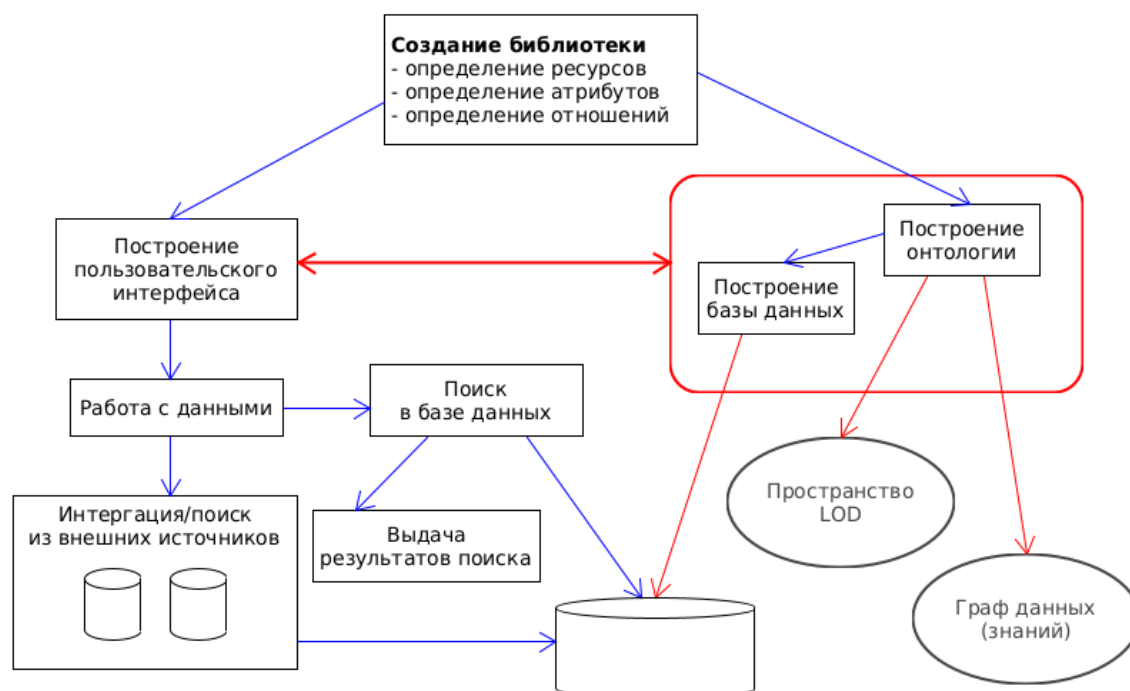 Создание библиотеки
- определение ресурсов
- определение атрибутов
- определение отношений
Построение
пользовательского
интерфейса
Построение
онтологии
Построение
базы данных
Работа с данными
Поиск
в базе данных
Пространство
LOD
Интергация/поиск
из внешних источников
Выдача
результатов поиска
Граф данных
(знаний)